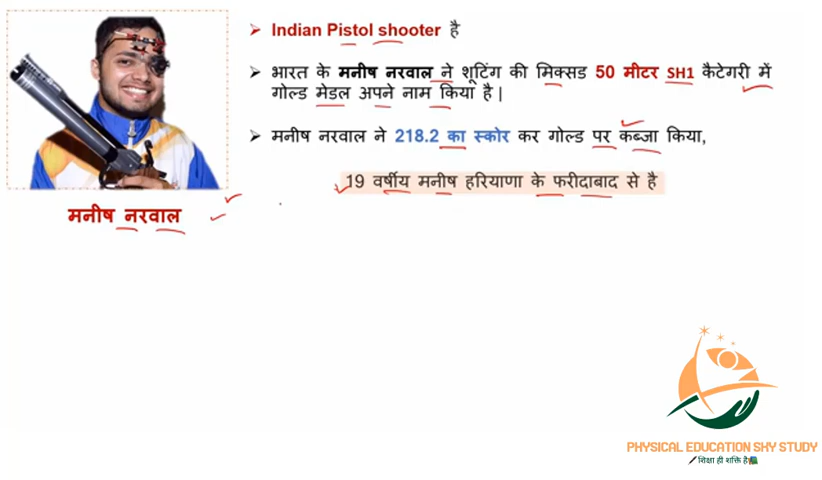 Indian Pistol shooter है
भारत के मनीष नरवाल ने शूटिंग की मिक्सड 50 मीटर SH1 कैटेगरी में
गोल्ड मेडल अपने नाम किया है |
मनीष नरवाल ने 218.2 का स्कोर कर गोल्ड पर कब्जा किया,
19 वर्षीय मनीष हरियाणा के फरीदाबाद से है
मनीष नरवाल
PHYSICAL EDUCATION SKY STUDY
शिक्षा ही शक्ति है